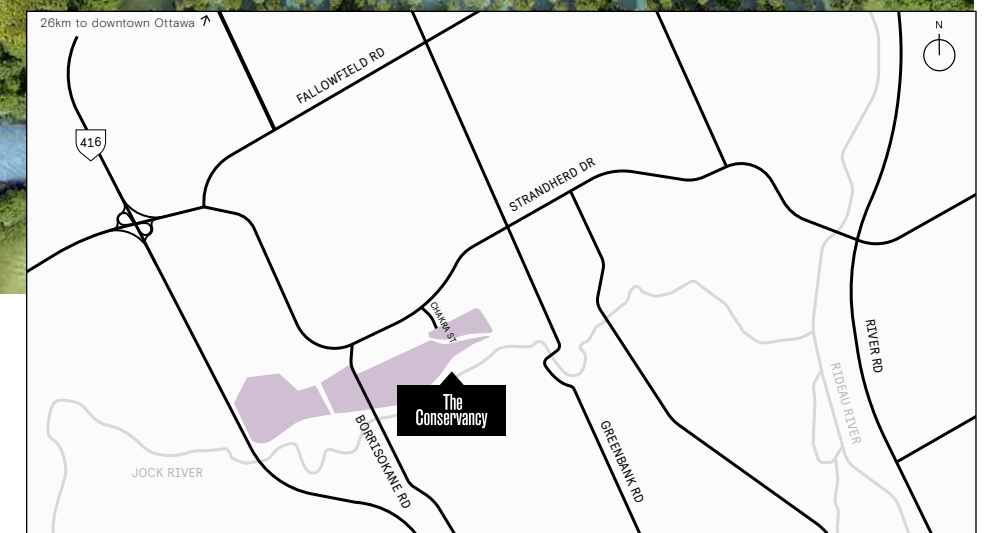 26km to downtown Ottawa
N
FALLOWFIELD RD
416
STRANDHERD DR
CHAKRA ST
RIVER RD
RIDEAU RIVER
The
Conservancy
BORRISOKANE RD
GREENBANK RD
JOCK RIVER